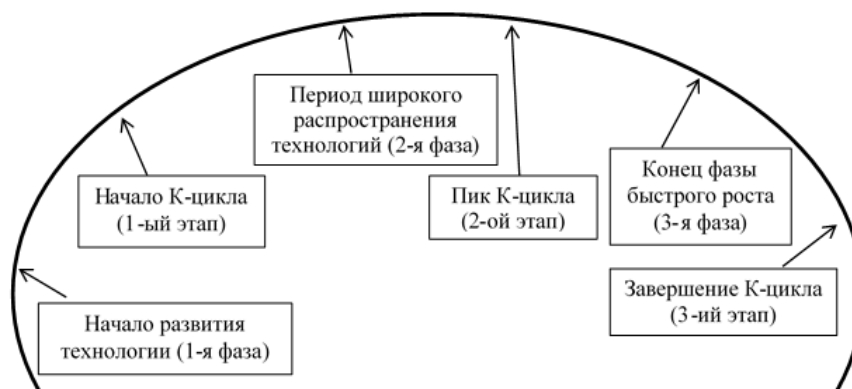 Период широкого
распространения
технологий (2-я фаза)
Начало К-цикла
(1-ый этап)
Пик К-цикла
(2-ой этап)
Конец фазы
быстрого роста
(3-я фаза)
Начало развития
технологии (1-я фаза)
Завершение К-цикла
(3-ий этап)